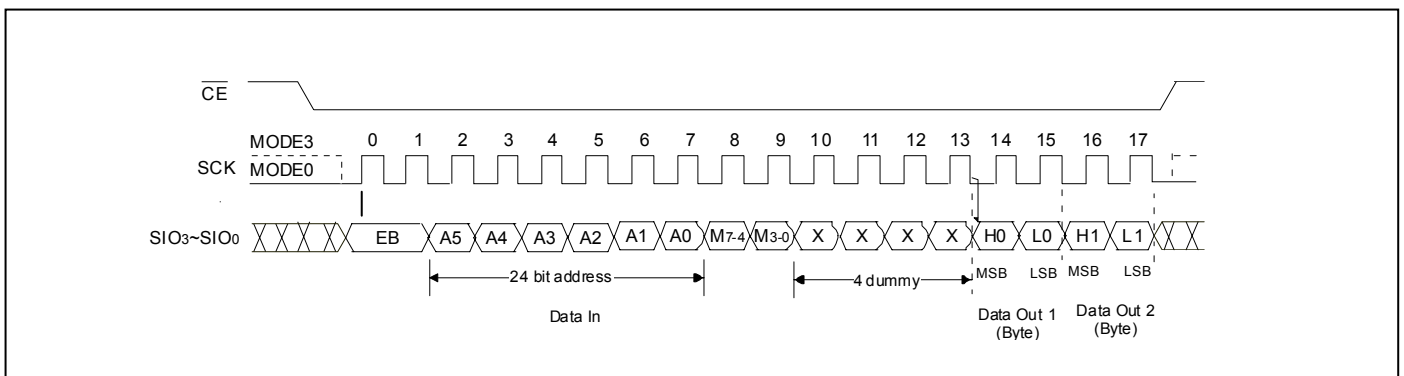 CE
MODE3 0 1 2 3 4 5 6 7 8 9 10 11 12 13 14 15 16 17
SCK MODE0
SIO3~SIO0 EB A5 A4 A3 A2 A1 A0 M7-4 M3-0 X X X X H0 L0 H1 L1
24 bit address 4 dummy MSB LSB MSB LSB
Data In Data Out 1 Data Out 2
(Byte) (Byte)